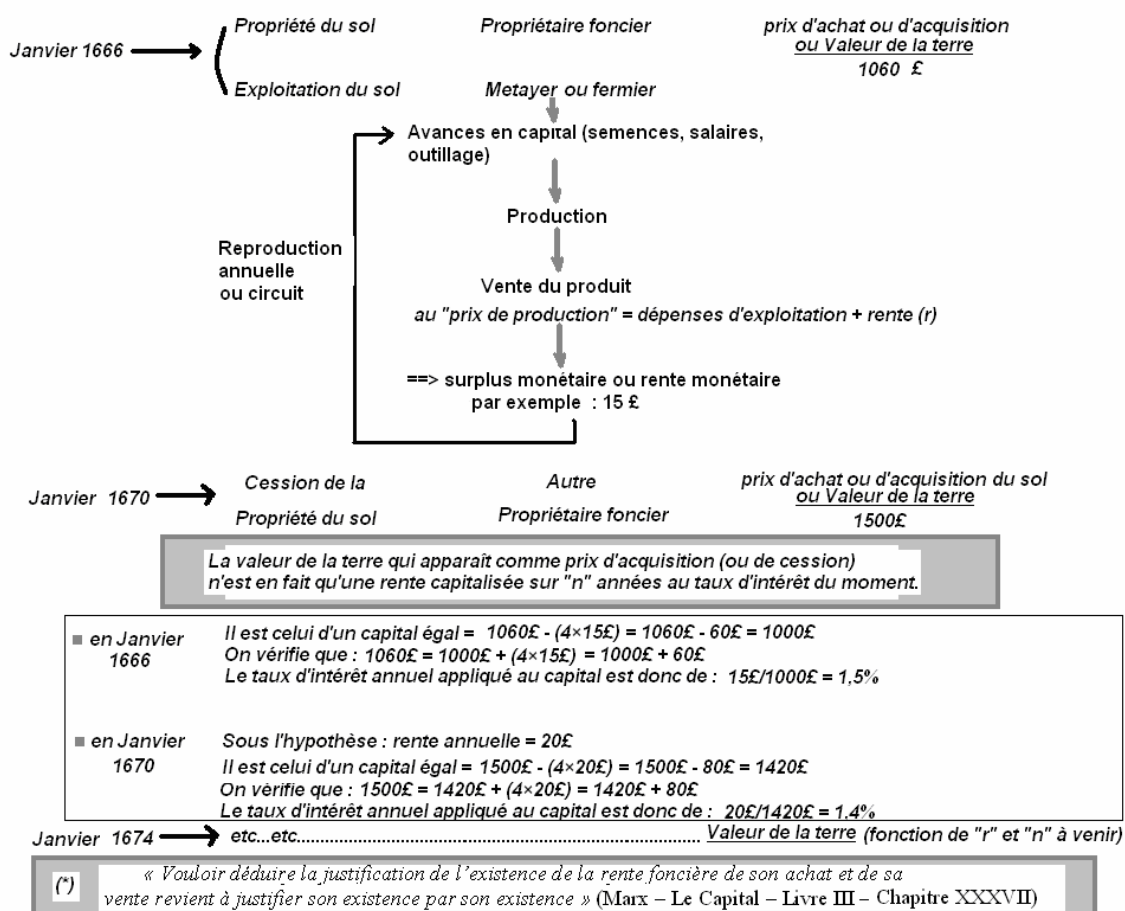 Propriété du sol Propriétaire foncier prix d'achat ou d'acquisition
ou Valeur de la terre
Janvier 1666
1060 £
Exploitation du sol Metayer ou fermier
Avances en capital (semences, salaires,
outillage)
Production
Reproduction
annuelle
ou circuit
Vente du produit
au "prix de production" = dépenses d'exploitation + rente (r)
==> surplus monétaire ou rente monétaire
par exemple : 15 £
Cession de la Autre prix d'achat ou d'acquisition du sol
Janvier 1670 ou Valeur de la terre
Propriété du sol Propriétaire foncier 1500£
La valeur de la terre qui apparaît comme prix d'acquisition (ou de cession)
n'est en fait qu'une rente capitalisée sur "n" années au taux d'intérêt du moment.
■ en Janvier Il est celui d'un capital égal = 1060£ - (4×15£) = 1060£ - 60£ = 1000£
1666 On vérifie que : 1060£ = 1000£ + (4×15£) = 1000£ + 60£
Le taux d'intérêt annuel appliqué au capital est donc de : 15£/1000£ = 1,5%
■ en Janvier Sous l'hypothèse : rente annuelle = 20£
1670 Il est celui d'un capital égal = 1500£ - (4×20£) = 1500£ - 80£ = 1420£
On vérifie que : 1500£ = 1420£ + (4×20£) = 1420£ + 80£
Le taux d'intérêt annuel appliqué au capital est donc de : 20£/1420£ = 1.4%
Janvier 1674 etc...etc.......................................................................................... Valeur de la terre (fonction de "r" et "n" à venir)
(*) « Vouloir déduire la justification de l'existence de la rente foncière de son achat et de sa
vente revient à justifier son existence par son existence » (Marx – Le Capital – Livre III – Chapitre XXXVII)